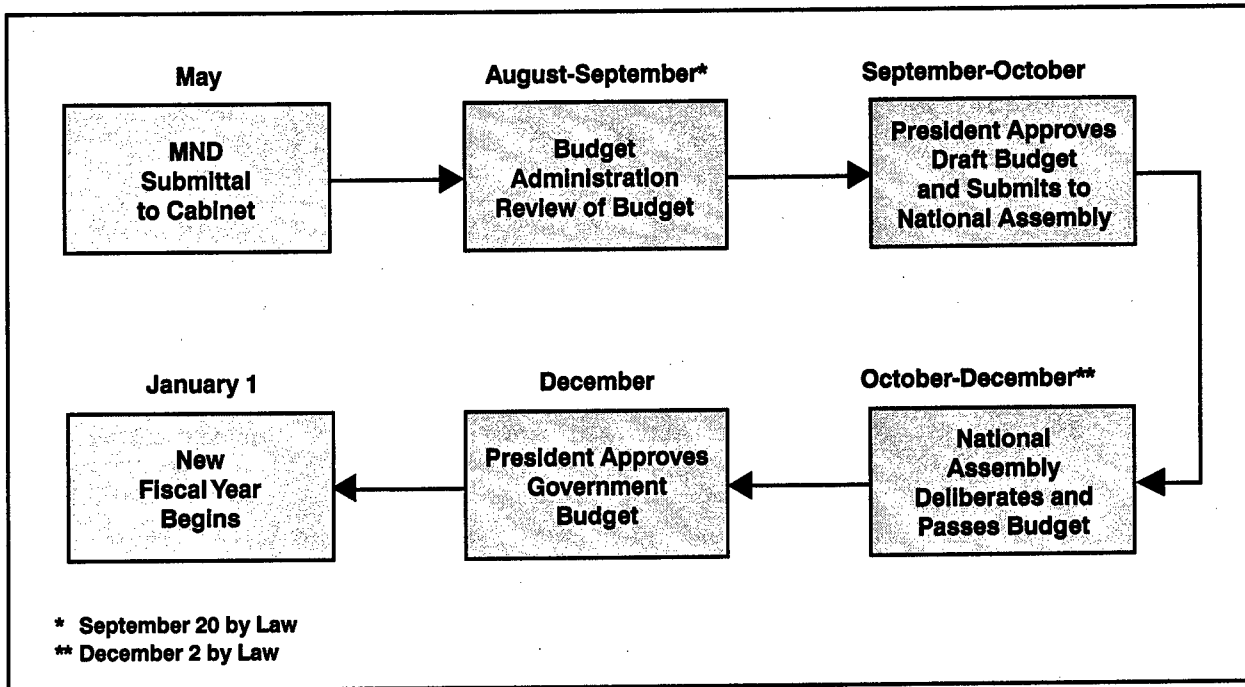 May
MND
Submittal
to Cabinet
August-September*
Budget
Administration
Review of Budget
September-October
President Approves
Draft Budget
and Submits to
National Assembly
October-December**
National
Assembly
Deliberates and
Passes Budget
December
President Approves
Government
Budget
January 1
New
Fiscal Year
Begins
* September 20 by Law
** December 2 by Law